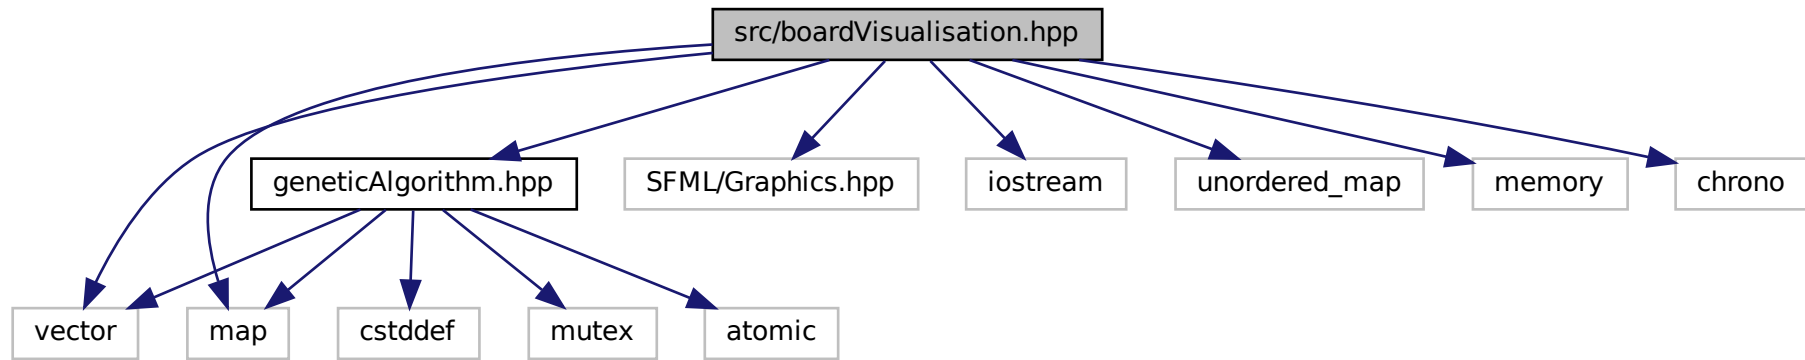 src/boardVisualisation.hpp
geneticAlgorithm.hpp
SFML/Graphics.hpp
iostream
unordered_map
memory
chrono
vector
map
cstddef
mutex
atomic